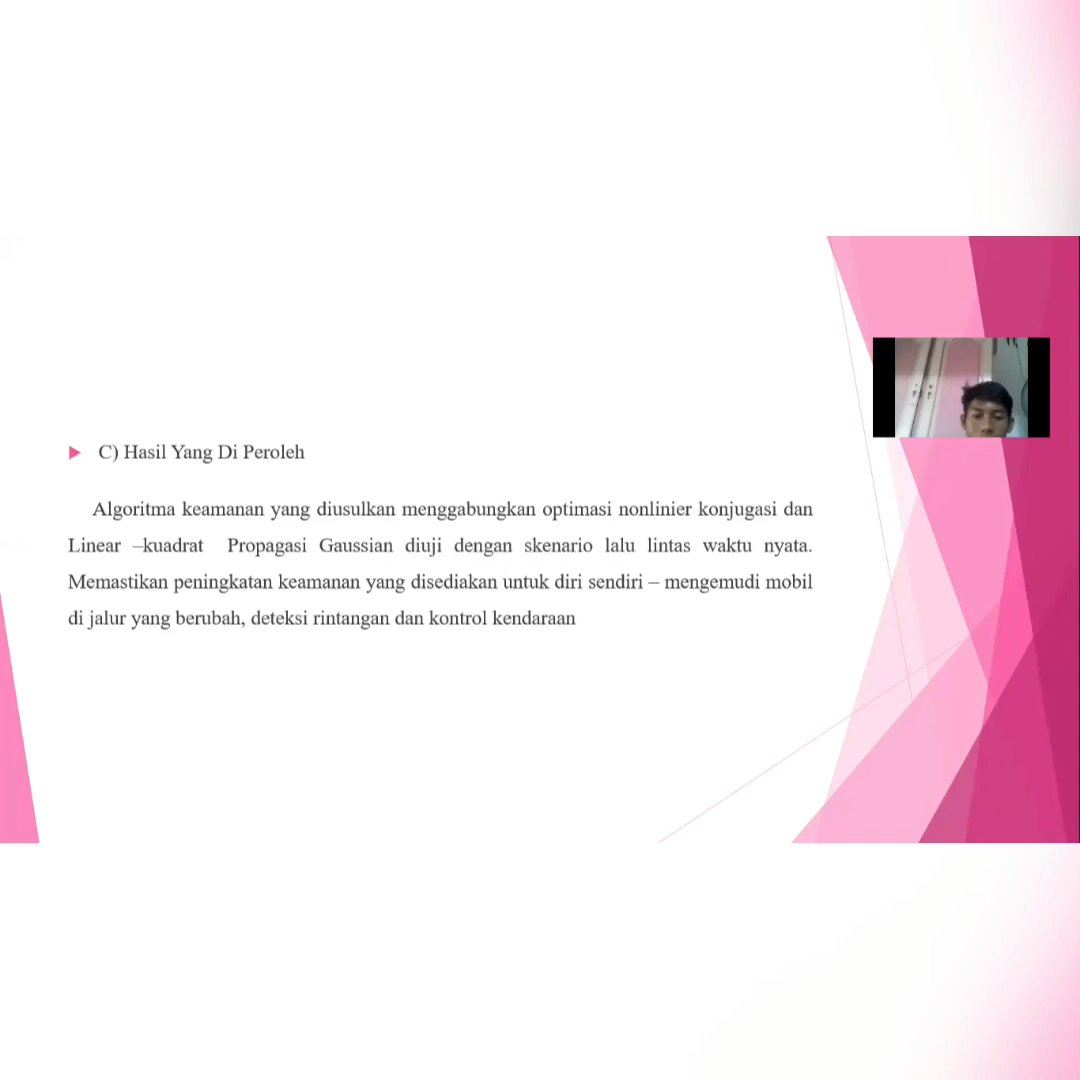 C) Hasil Yang Di Peroleh
Algoritma keamanan yang diusulkan menggabungkan optimasi nonlinier konjugasi dan
Linear –kuadrat Propagasi Gaussian diuji dengan skenario lalu lintas waktu nyata.
Memastikan peningkatan keamanan yang disediakan untuk diri sendiri – mengemudi mobil
di jalur yang berubah, deteksi rintangan dan kontrol kendaraan